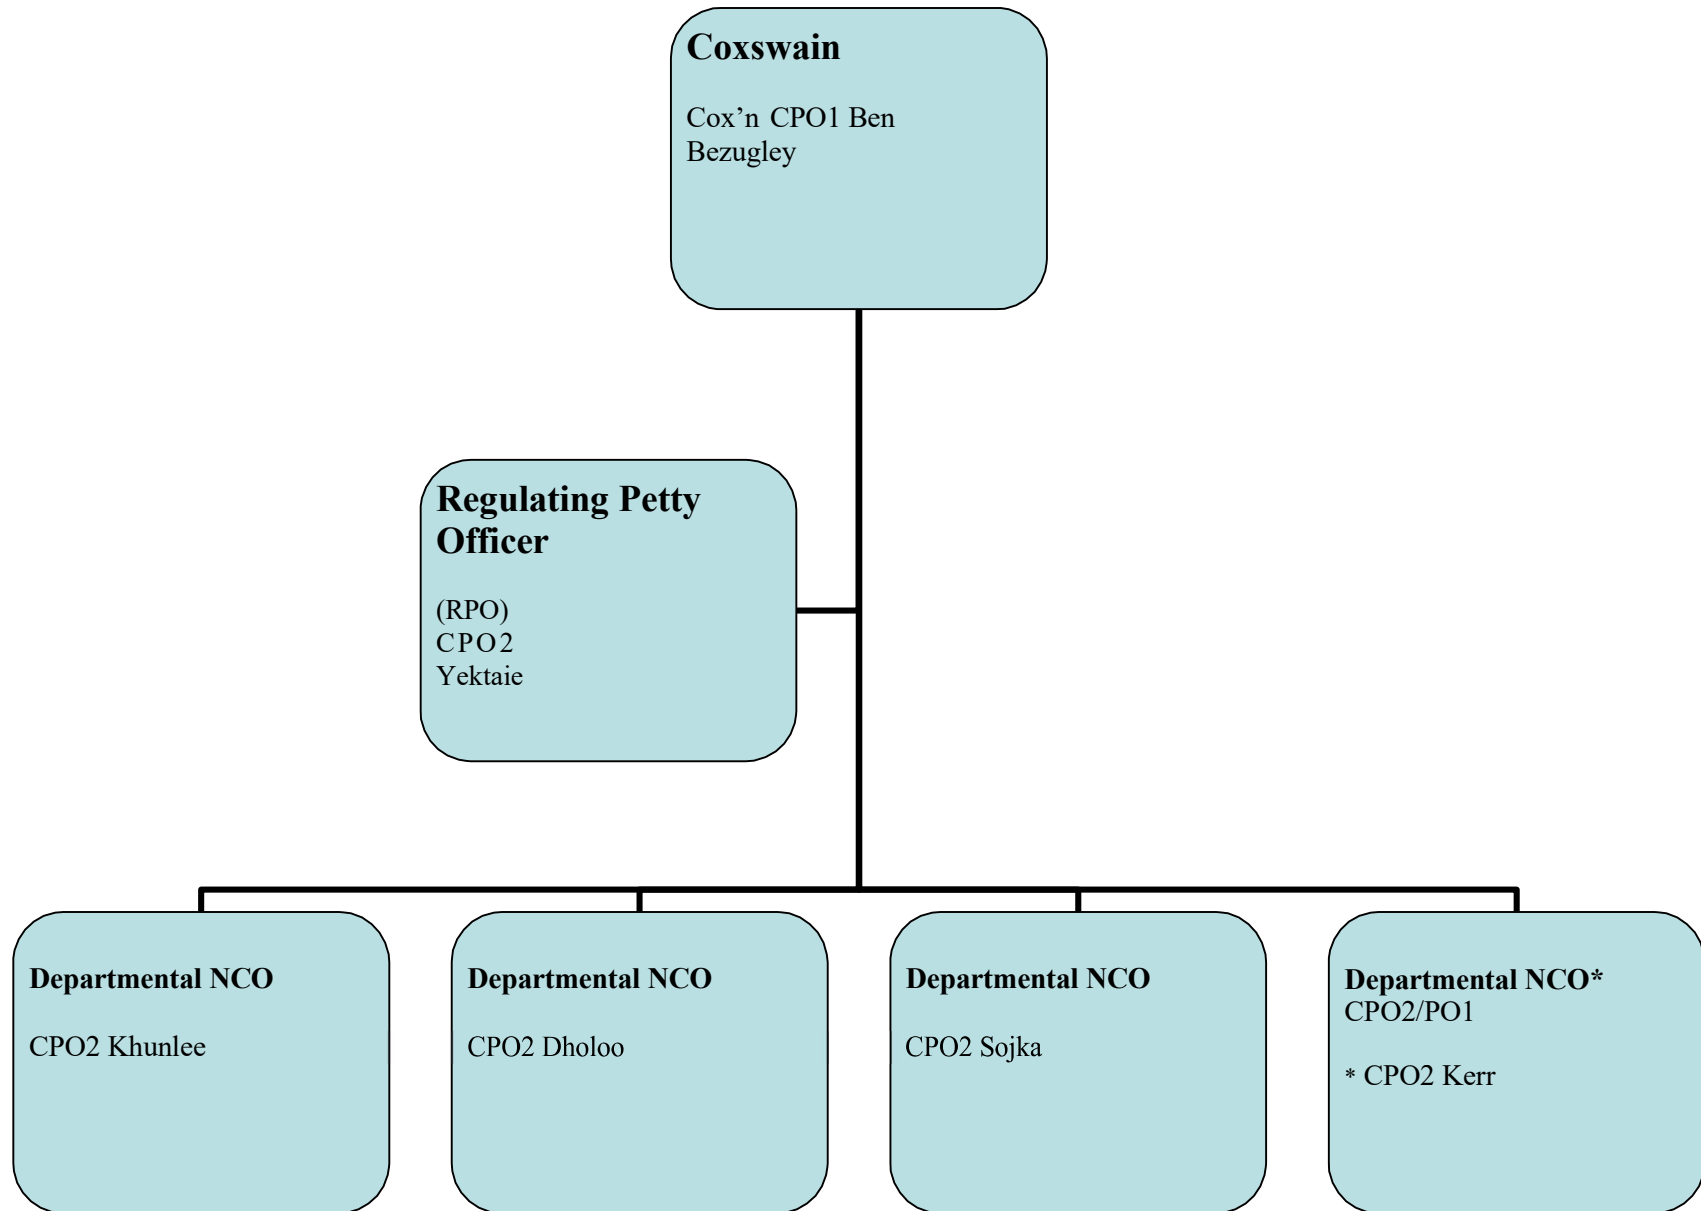 Coxswain
Cox’n CPO1 Ben
Bezugley
Regulating Petty
Officer
(RPO)
CPO2
Yektaie
Departmental NCO
CPO2 Khunlee
Departmental NCO
CPO2 Dholoo
Departmental NCO
CPO2 Sojka
Departmental NCO*
CPO2/PO1
* CPO2 Kerr